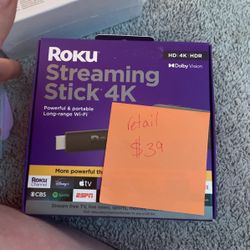 Roku
HD|4K|HDR
Dolby Vision
Streaming
Stick 4K
Powerful & portable
Long-range Wi-Fi
retail
$39
More powerful
Roku
Channel
Disney+
tv
CBS
ESPN